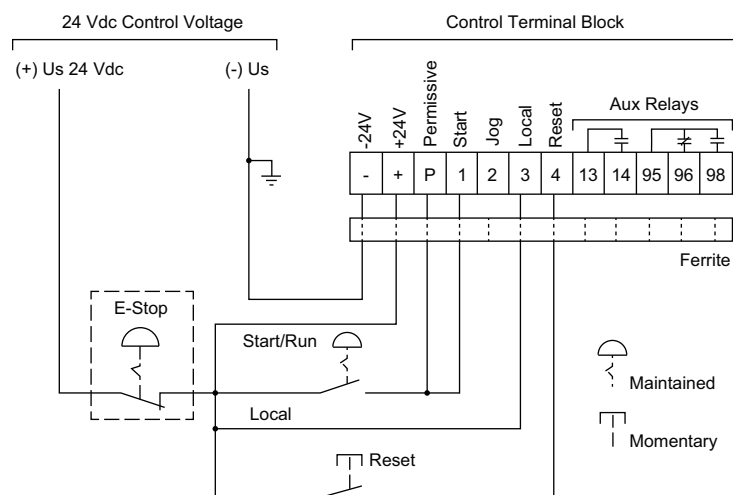 24 Vdc Control Voltage
Control Terminal Block
(+) Us 24 Vdc
(-) Us
-24V
+24V
Permissive
Start
Jog
Local
Reset
Aux Relays
- + P 1 2 3 4 13 14 95 96 98
Ferrite
E-Stop
Start/Run
Maintained
Local
Momentary
Reset